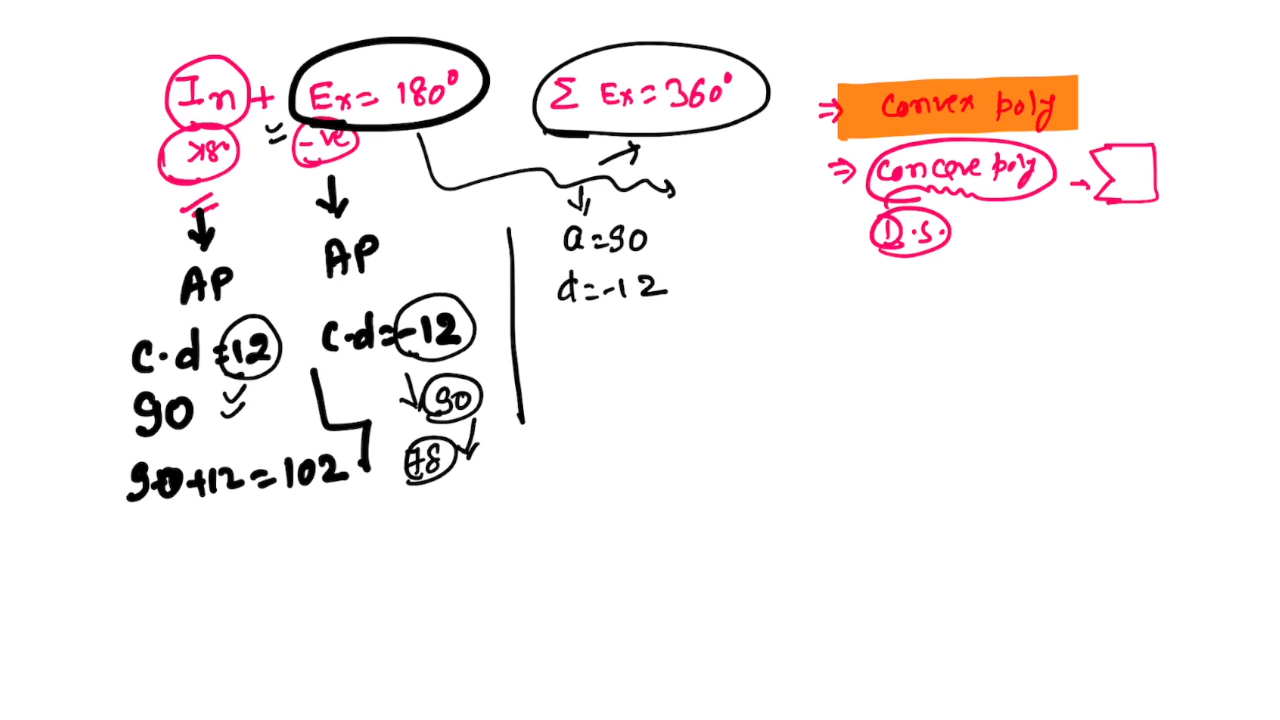 In + Ex = 180°
Σ Ex = 360°
⇒ convex poly
-ve
⇒ concave poly →
D.S.
AP
AP
a = 90
d = -12
c.d = 12
c.d = -12
90
90
78
90+12 = 102